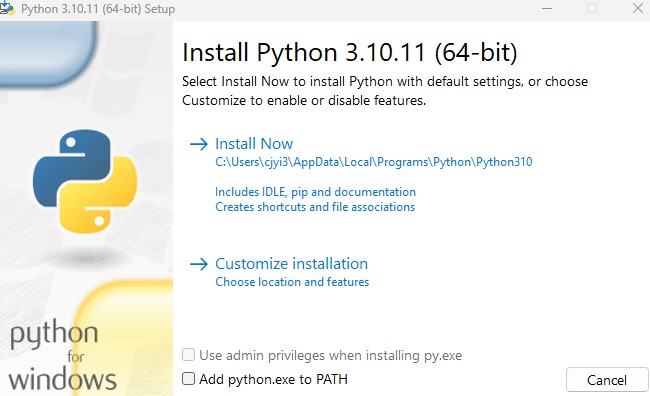 Python 3.10.11 (64-bit) Setup
Install Python 3.10.11 (64-bit)
Select Install Now to install Python with default settings, or choose
Customize to enable or disable features.
Install Now
C:\Users\cjyi3\AppData\Local\Programs\Python\Python310
Includes IDLE, pip and documentation
Creates shortcuts and file associations
Customize installation
Choose location and features
python
for
windows
Use admin privileges when installing py.exe
Add python.exe to PATH
Cancel